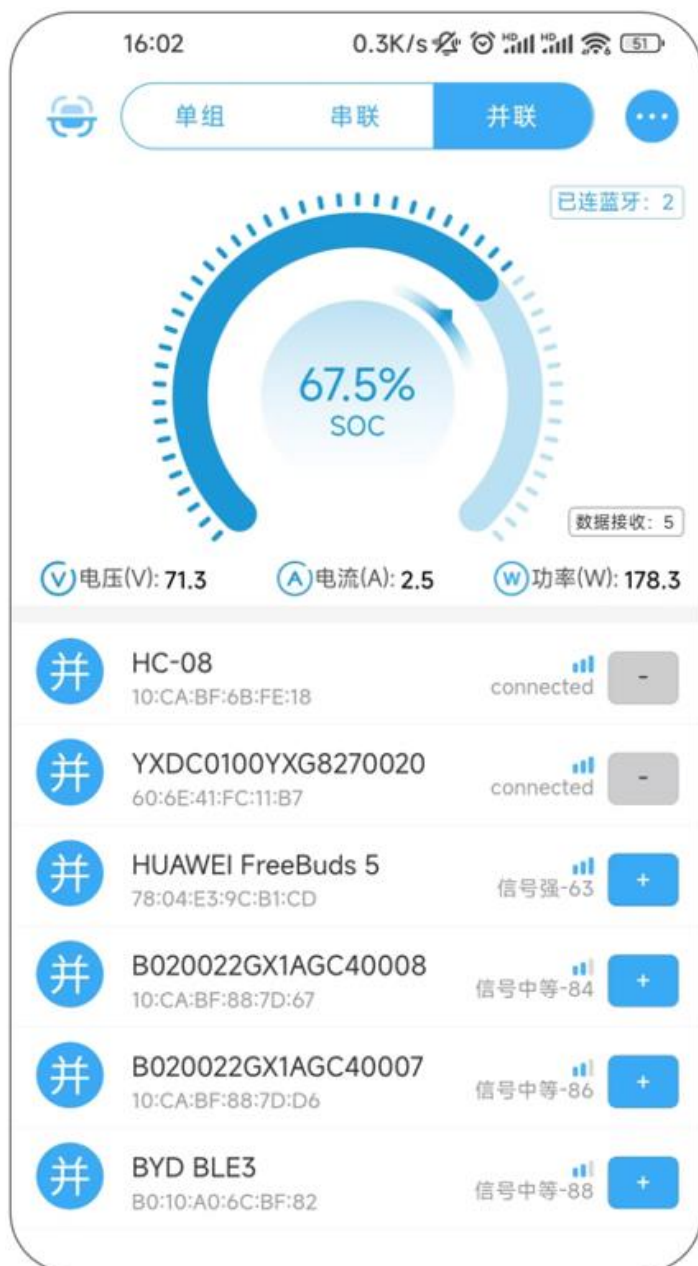 16:02 0.3K/s HD HD 51
单组 串联 并联
已连蓝牙: 2
67.5%
SOC
数据接收: 5
V 电压(V): 71.3 A 电流(A): 2.5 W 功率(W): 178.3
并 HC-08 connected -
10:CA:BF:6B:FE:18
并 YXDC0100YXG8270020 connected -
60:6E:41:FC:11:B7
并 HUAWEI FreeBuds 5 信号强-63 +
78:04:E3:9C:B1:CD
并 B020022GX1AGC40008 信号中等-84 +
10:CA:BF:88:7D:67
并 B020022GX1AGC40007 信号中等-86 +
10:CA:BF:88:7D:D6
并 BYD BLE3 信号中等-88 +
B0:10:A0:6C:BF:82